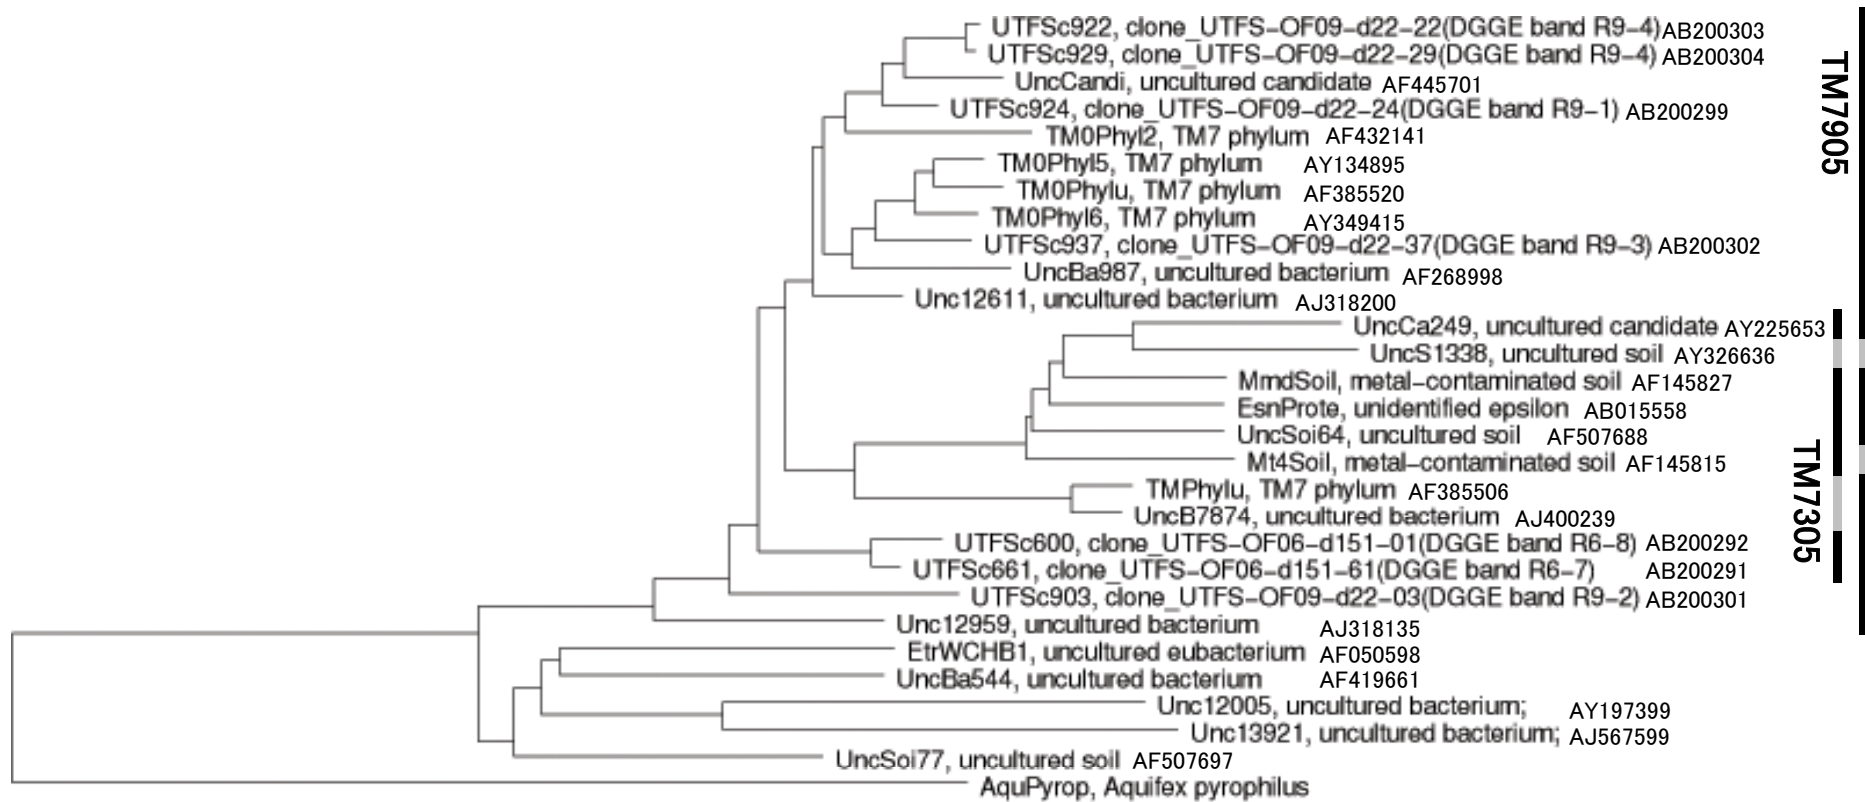 UTFSc922, clone_UTFS-OF09-d22-22(DGGE band R9-4) AB200303
UTFSc929, clone_UTFS-OF09-d22-29(DGGE band R9-4) AB200304
UncCandi, uncultured candidate AF445701
UTFSc924, clone_UTFS-OF09-d22-24(DGGE band R9-1) AB200299
TM0Phyl2, TM7 phylum AF432141
TM0Phyl5, TM7 phylum AY134895
TM0Phylu, TM7 phylum AF385520
TM0Phyl6, TM7 phylum AY349415
UTFSc937, clone_UTFS-OF09-d22-37(DGGE band R9-3) AB200302
UncBa987, uncultured bacterium AF268998
Unc12611, uncultured bacterium AJ318200
UncCa249, uncultured candidate AY225653
UncS1338, uncultured soil AY326636
MmdSoil, metal-contaminated soil AF145827
EsnProte, unidentified epsilon AB015558
UncSoi64, uncultured soil AF507688
Mt4Soil, metal-contaminated soil AF145815
TMPhylu, TM7 phylum AF385506
UncB7874, uncultured bacterium AJ400239
UTFSc600, clone_UTFS-OF06-d151-01(DGGE band R6-8) AB200292
UTFSc661, clone_UTFS-OF06-d151-61(DGGE band R6-7) AB200291
UTFSc903, clone_UTFS-OF09-d22-03(DGGE band R9-2) AB200301
Unc12959, uncultured bacterium AJ318135
EtrWCHB1, uncultured eubacterium AF050598
UncBa544, uncultured bacterium AF419661
Unc12005, uncultured bacterium; AY197399
Unc13921, uncultured bacterium; AJ567599
UncSoi77, uncultured soil AF507697
AquPyrop, Aquifex pyrophilus
TM7905
TM7305